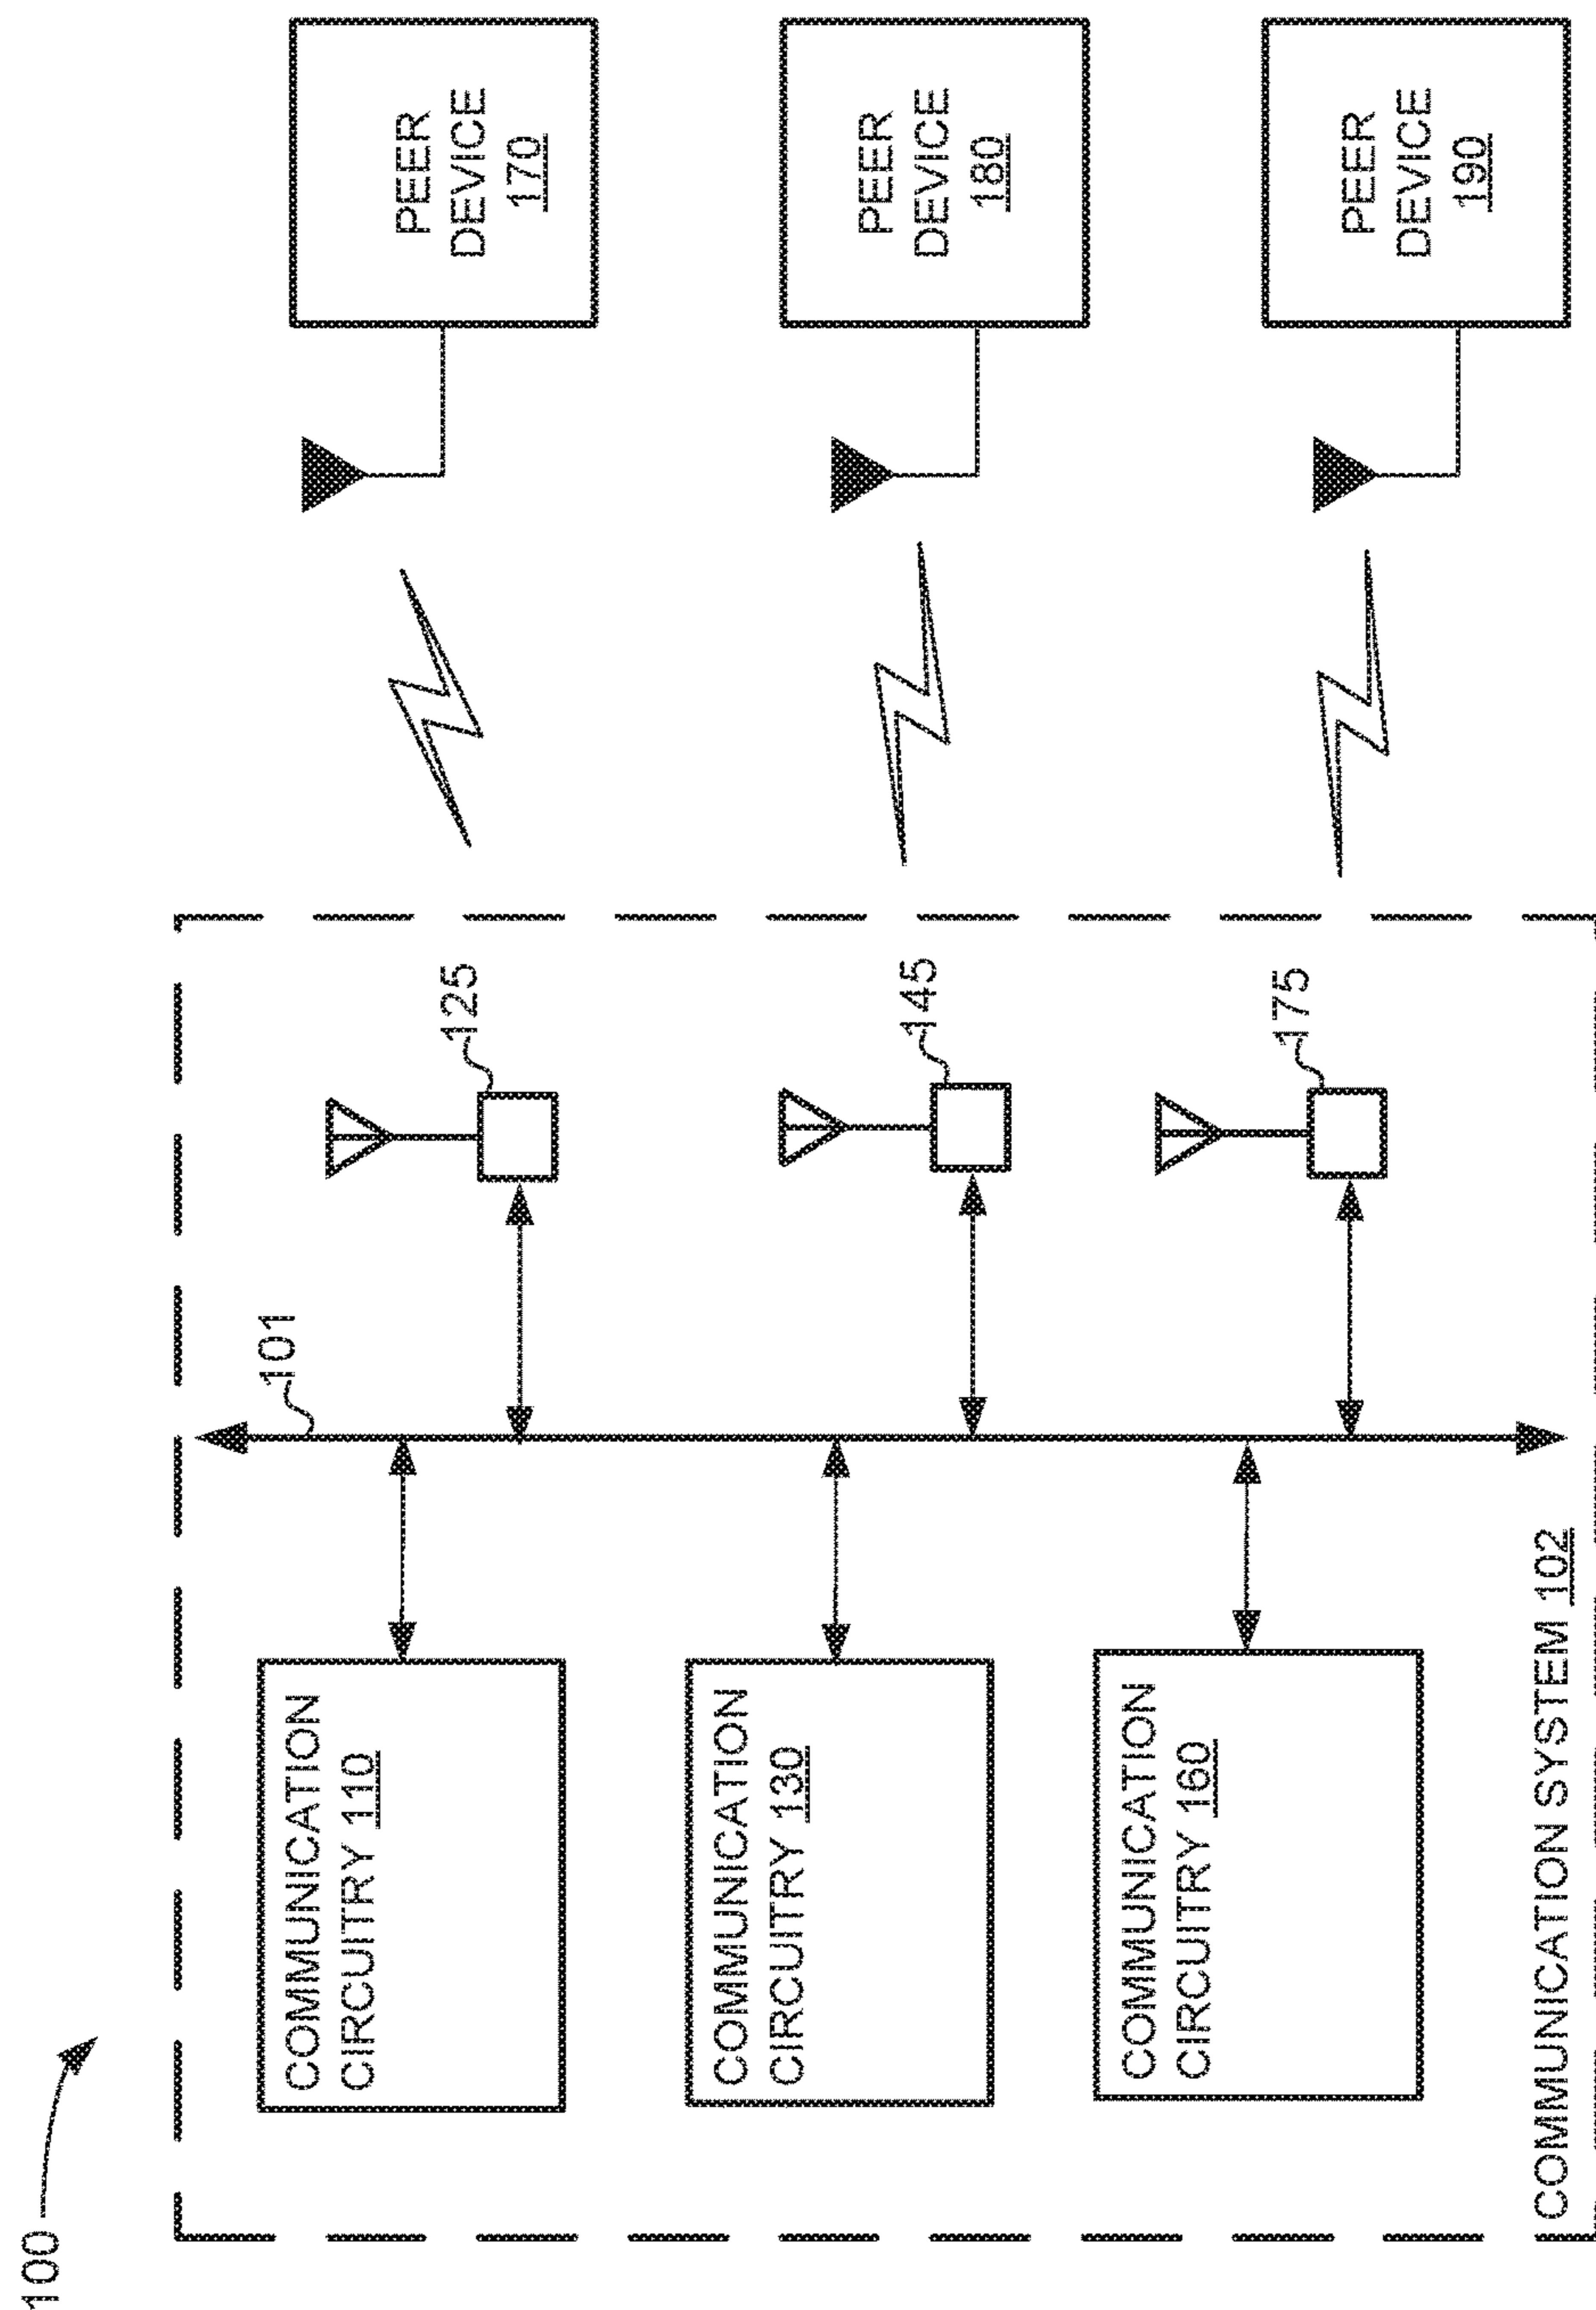 100
COMMUNICATION
CIRCUITRY 110
COMMUNICATION
CIRCUITRY 130
COMMUNICATION
CIRCUITRY 160
COMMUNICATION SYSTEM 102
101
125
145
175
PEER
DEVICE
170
PEER
DEVICE
180
PEER
DEVICE
190